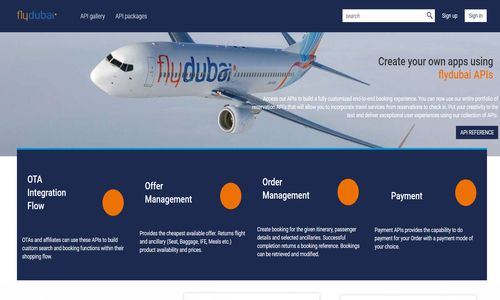 flydubai
API gallery
API packages
search
Sign up
Sign in
flydubai
Create your own apps using
flydubai APIs
Access our APIs to build a fully customized end-to-end booking experience. You can now use our entire portfolio of
reservation API's that will allow you to incorporate travel services from reservations to check in. Put your creativity to the
test and deliver exceptional user experiences using our collection of APIs.
API REFERENCE
OTA
Integration
Flow
OTAs and affiliates can use these APIs to build
custom search and booking functions within their
shopping flow.
Offer
Management
Provides the cheapest available offer. Returns flight
and ancillary (Seat, Baggage, IFE, Meals etc.)
product availability and prices.
Order
Management
Create booking for the given itinerary, passenger
details and selected ancillaries. Successful
completion returns a booking reference. Bookings
can be retrieved and modified.
Payment
Payment APIs provides the capability to do
payment for your Order with a payment mode of
your choice.